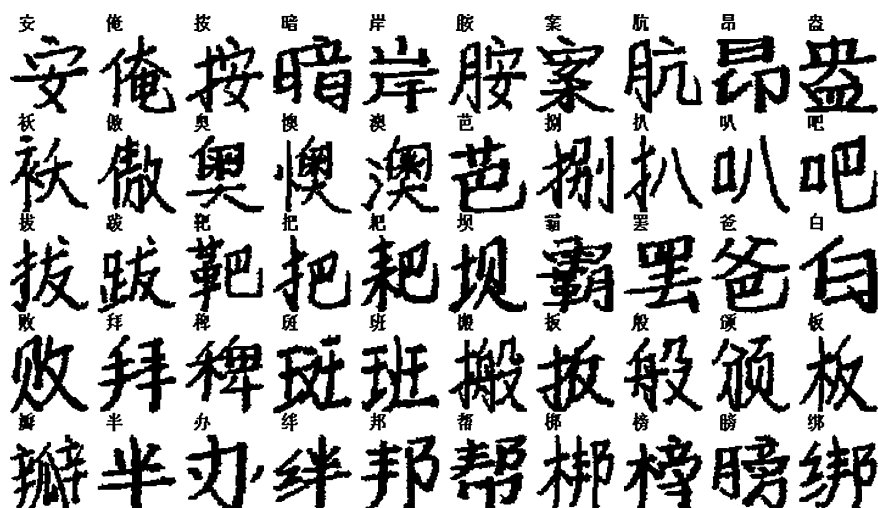 安 俺 按 暗 岸 胺 案 肮 昂 盎
安 俺 按 暗 岸 胺 案 肮 昂 盎
袄 傲 奥 懊 澳 芭 捌 扒 叭 吧
袄 傲 奥 懊 澳 芭 捌 扒 叭 吧
拔 跋 靶 把 耙 坝 霸 罢 爸 白
拔 跋 靶 把 耙 坝 霸 罢 爸 白
败 拜 稗 斑 班 搬 扳 般 颁 板
败 拜 稗 斑 班 搬 扳 般 颁 板
瓣 半 办 绊 邦 帮 梆 榜 膀 绑
瓣 半 办 绊 邦 帮 梆 榜 膀 绑